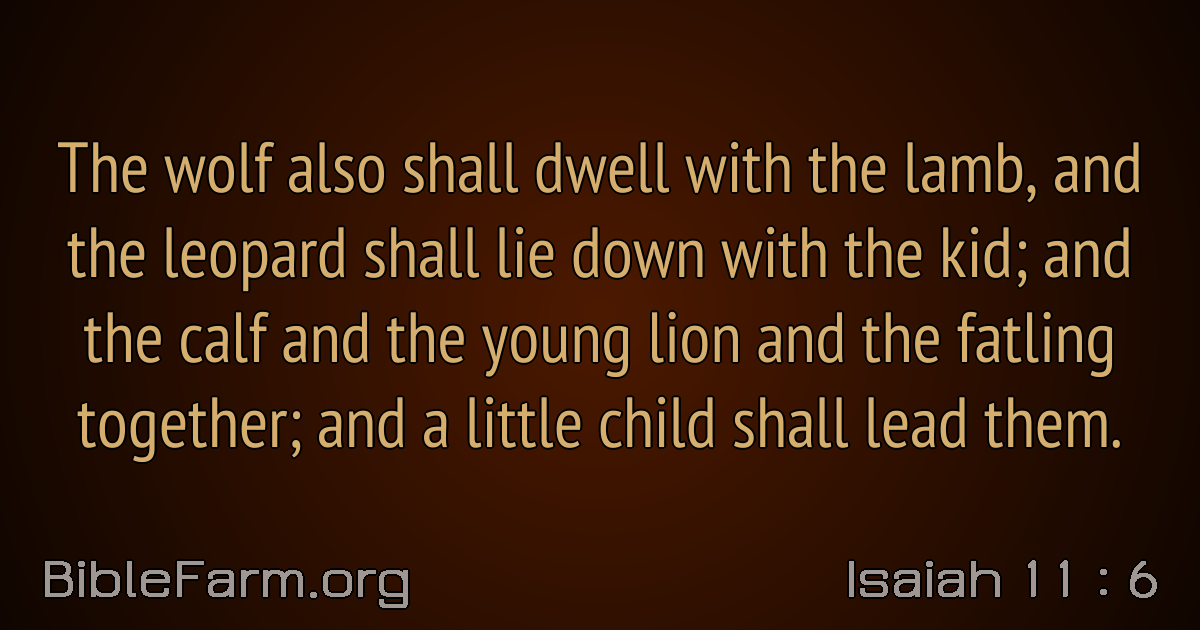 The wolf also shall dwell with the lamb, and
the leopard shall lie down with the kid; and
the calf and the young lion and the fatling
together; and a little child shall lead them.
BibleFarm.org
Isaiah 11 : 6